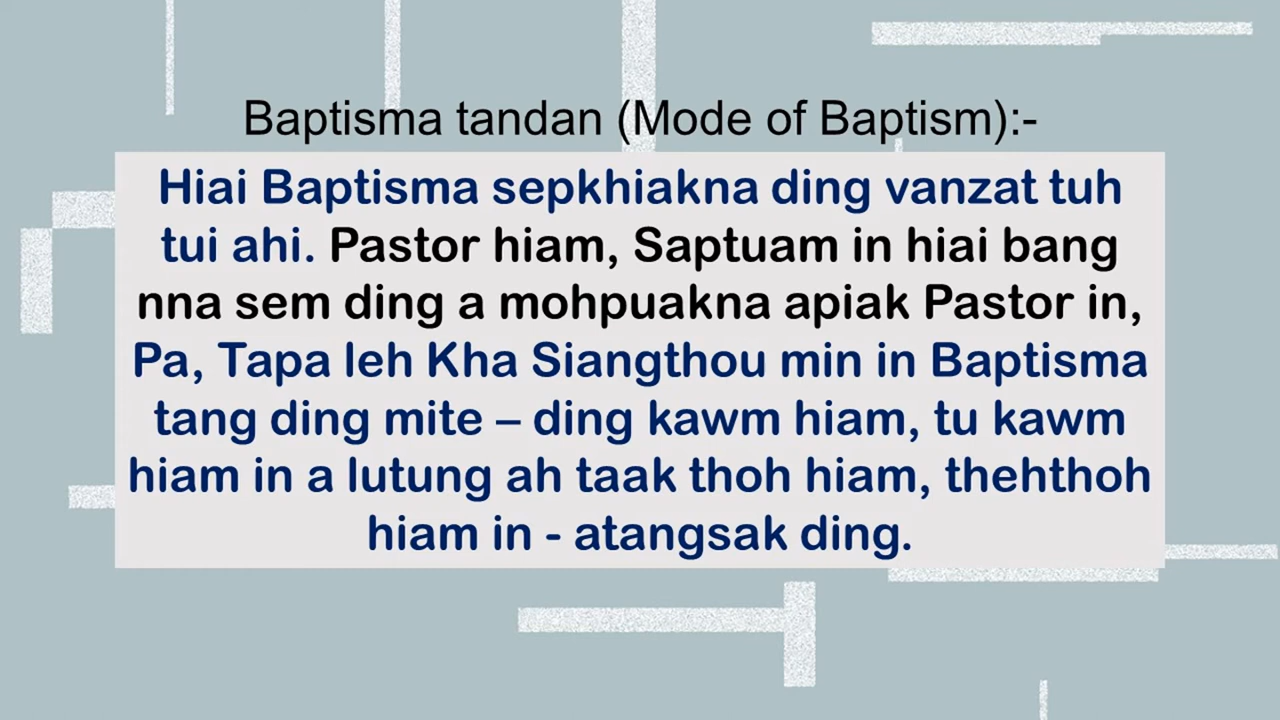 Baptisma tandan (Mode of Baptism):-
Hiai Baptisma sepkhiakna ding vanzat tuh
tui ahi. Pastor hiam, Saptuam in hiai bang
nna sem ding a mohpuakna apiak Pastor in,
Pa, Tapa leh Kha Siangthou min in Baptisma
tang ding mite – ding kawm hiam, tu kawm
hiam in a lutung ah taak thoh hiam, thehthoh
hiam in - atangsak ding.